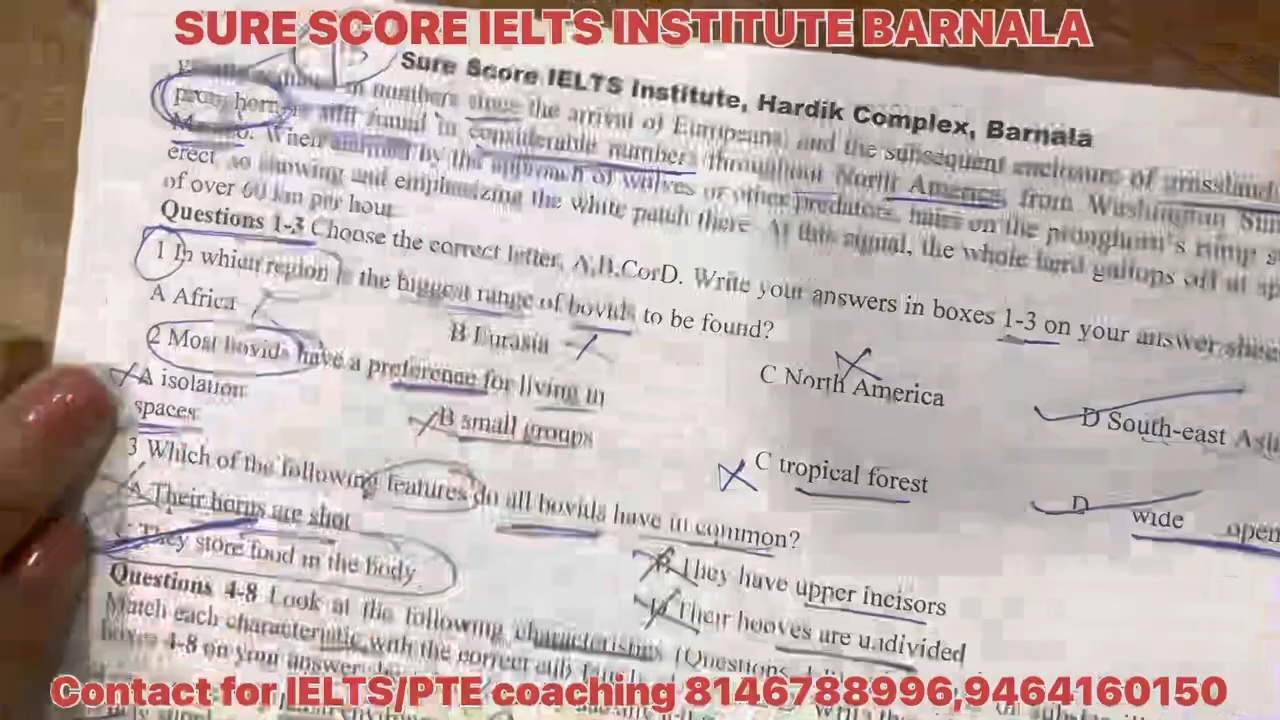 SURE SCORE IELTS INSTITUTE BARNALA
Sure Score IELTS Institute, Hardik Complex, Barnala
in numbers since the arrival of Europeans) and the subsequent enclosure of grassland
prong horn, is still found in considerable numbers throughout North America from Washington
When alarmed by the approach of wolves or other predators, hairs on the pronghorn's rump
erect, so showing and emphasizing the white patch there. At this signal, the whole herd gallops off at
of over 60 km per hour
Questions 1-3 Choose the correct letter, A,B,CorD. Write your answers in boxes 1-3 on your answer
1 In which region is the biggest range of bovids to be found?
A Africa B Eurasia C North America D South-east
2 Most bovids have a preference for living in
A isolation B small groups C tropical forest D wide open
spaces
3 Which of the following features do all bovids have in common?
A Their horns are shot B They have upper incisors
They store food in the body D Their hooves are undivided
Questions 4-8 Look at the following characteristics (Questions
Match each characteristic with the correct sub
boxes 4-8 on your answer
Contact for IELTS/PTE coaching 8146788996,9464160150